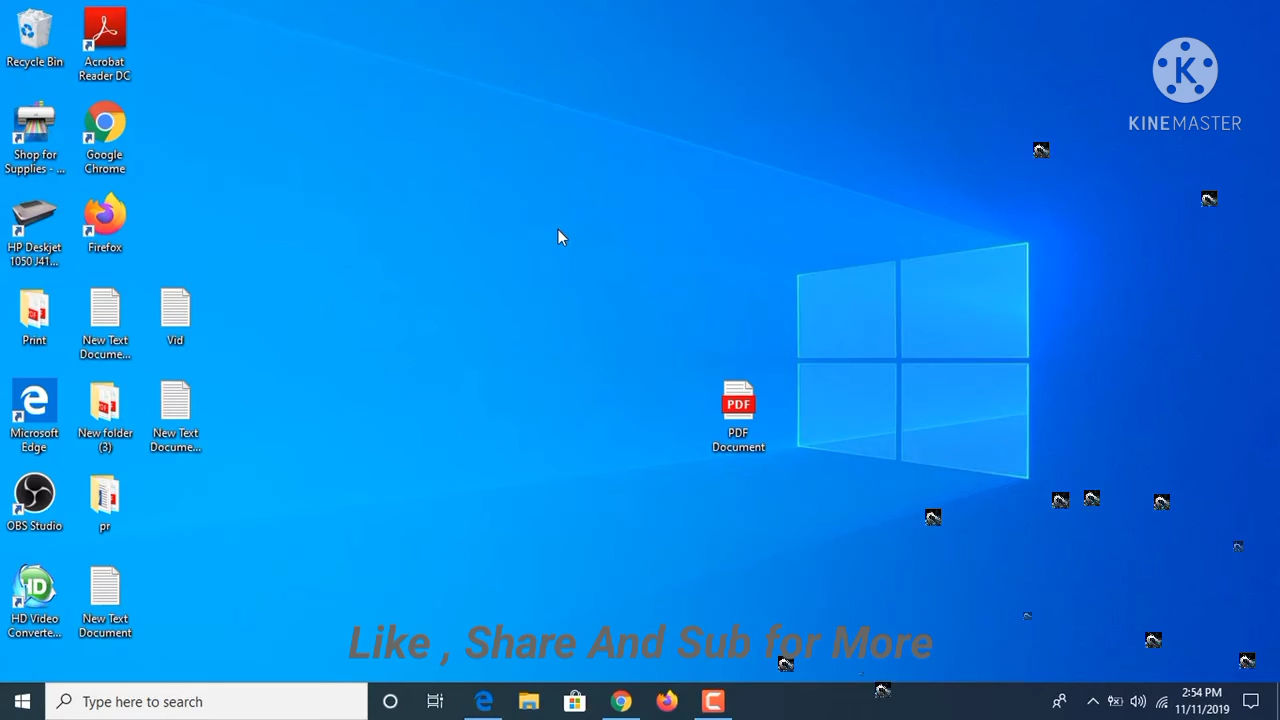 Recycle Bin
Acrobat
Reader DC
Shop for
Supplies - ...
Google
Chrome
HP Deskjet
1050 J41...
Firefox
Print
New Text
Docume...
Vid
Microsoft
Edge
New folder
(3)
New Text
Docume...
PDF
PDF
Document
OBS Studio
pr
HD
HD Video
Converte...
New Text
Document
K
KINEMASTER
Like , Share And Sub for More
Type here to search
2:54 PM
11/11/2019